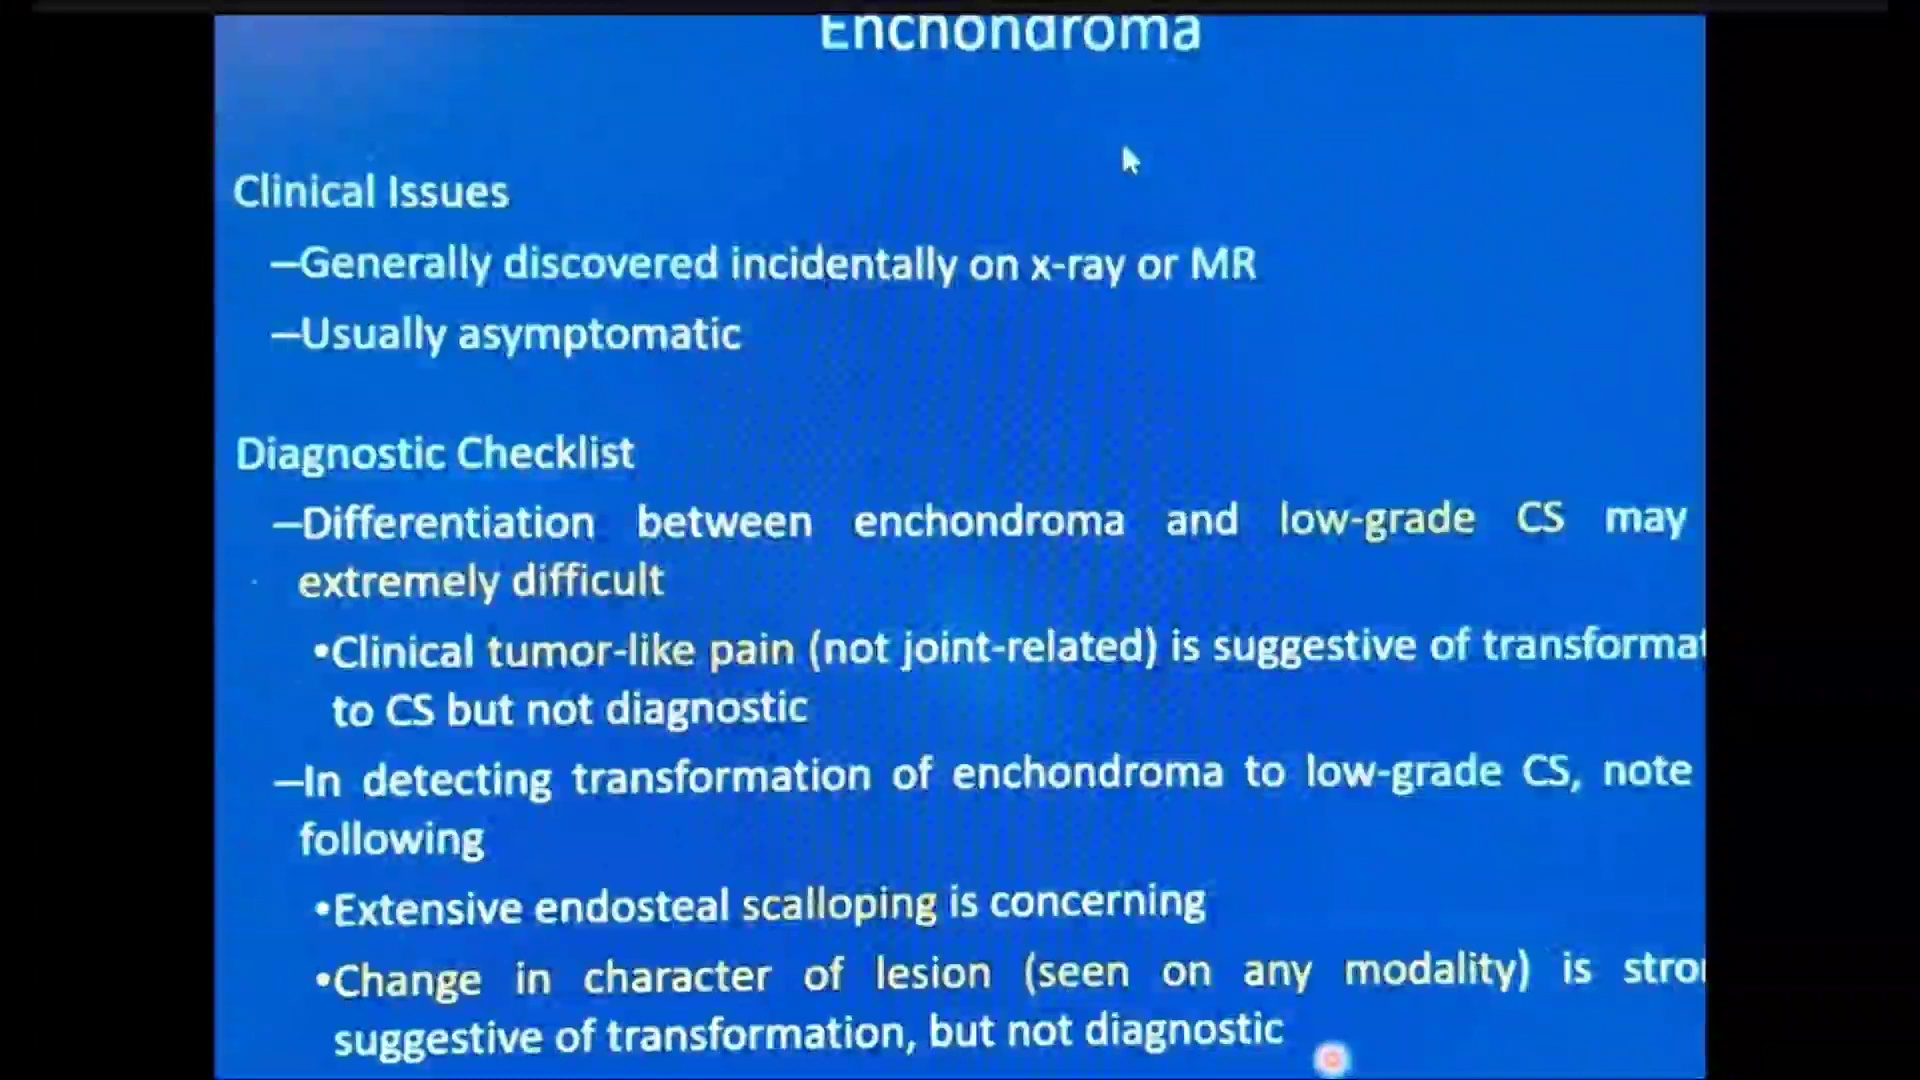 Enchondroma
Clinical Issues
–Generally discovered incidentally on x-ray or MR
–Usually asymptomatic
Diagnostic Checklist
–Differentiation between enchondroma and low-grade CS may
extremely difficult
•Clinical tumor-like pain (not joint-related) is suggestive of transformat
to CS but not diagnostic
–In detecting transformation of enchondroma to low-grade CS, note
following
•Extensive endosteal scalloping is concerning
•Change in character of lesion (seen on any modality) is stro
suggestive of transformation, but not diagnostic